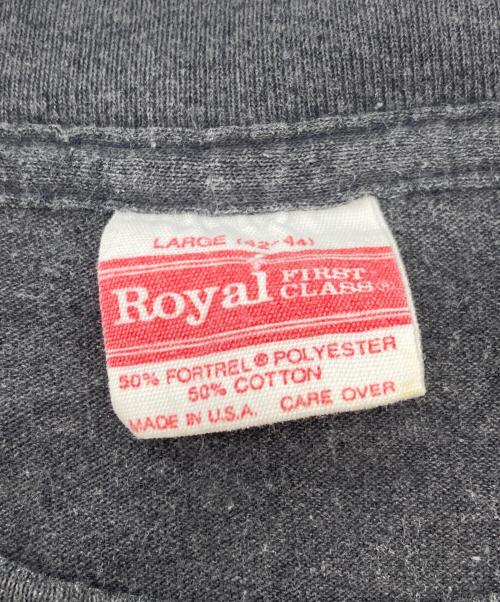 LARGE (42-44)
Royal FIRST
CLASS®
50% FORTREL® POLYESTER
50% COTTON
MADE IN U.S.A. CARE OVER